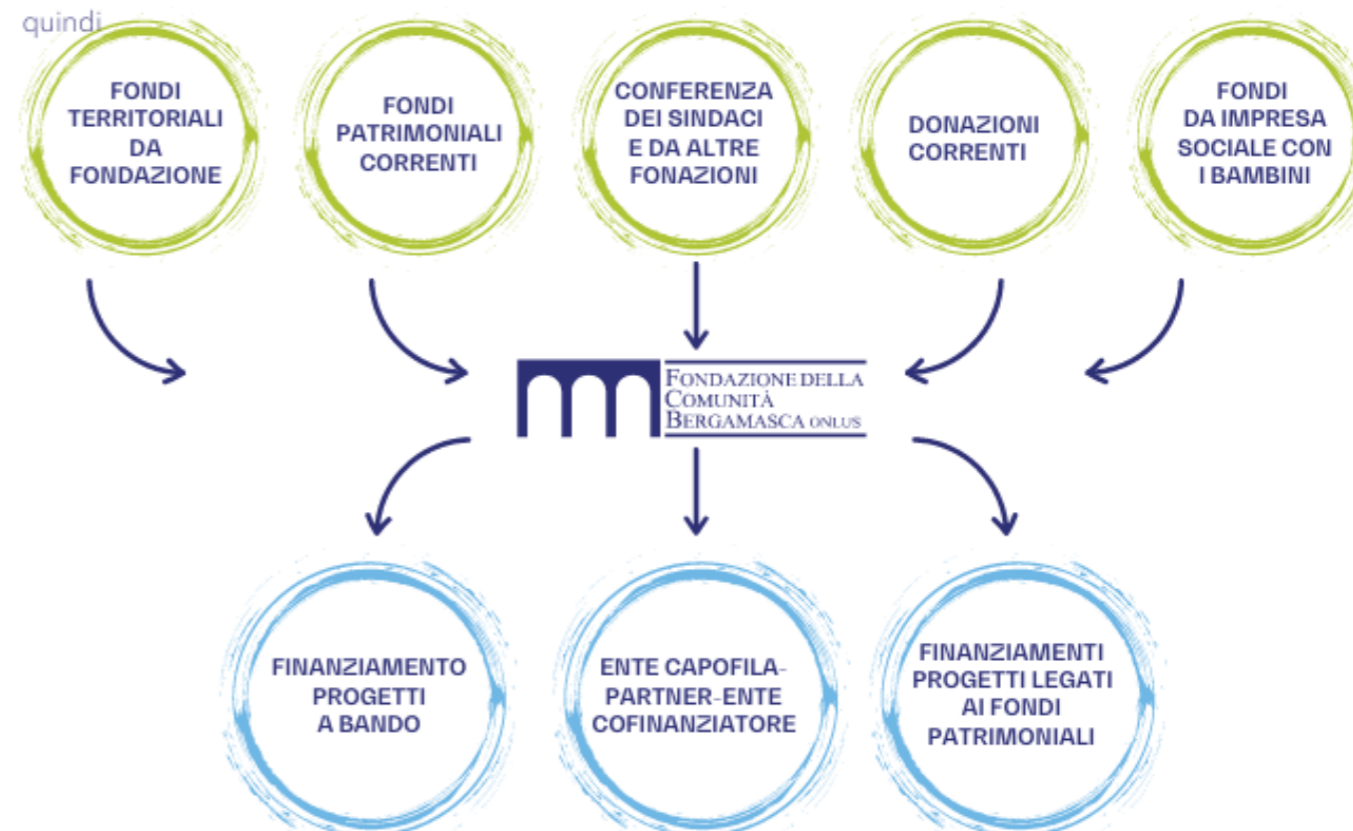 quindi
FONDI
TERRITORIALI
DA
FONDAZIONE
FONDI
PATRIMONIALI
CORRENTI
CONFERENZA
DEI SINDACI
E DA ALTRE
FONAZIONI
DONAZIONI
CORRENTI
FONDI
DA IMPRESA
SOCIALE CON
I BAMBINI
FONDAZIONE DELLA
COMUNITÀ
BERGAMASCA ONLUS
FINANZIAMENTO
PROGETTI
A BANDO
ENTE CAPOFILA-
PARTNER-ENTE
COFINANZIATORE
FINANZIAMENTI
PROGETTI LEGATI
AI FONDI
PATRIMONIALI